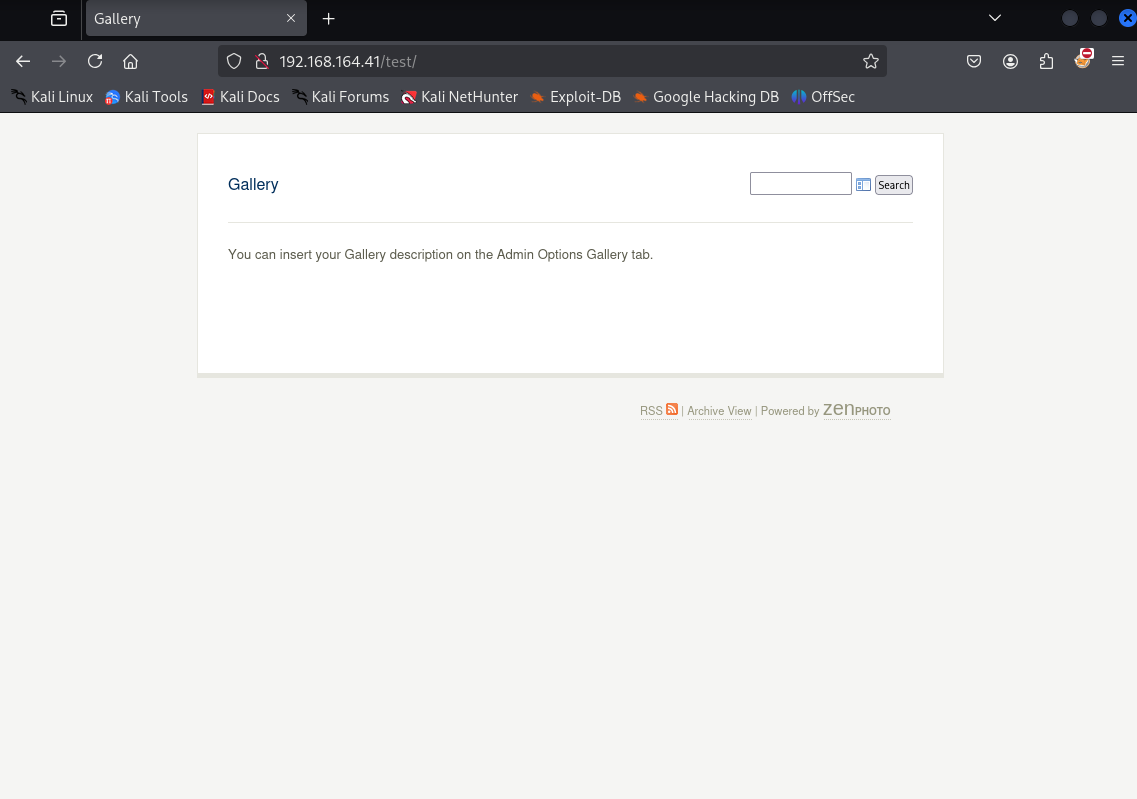 Gallery
192.168.164.41/test/
Kali Linux Kali Tools Kali Docs Kali Forums Kali NetHunter Exploit-DB Google Hacking DB OffSec
Gallery Search
You can insert your Gallery description on the Admin Options Gallery tab.
RSS | Archive View | Powered by zenPHOTO